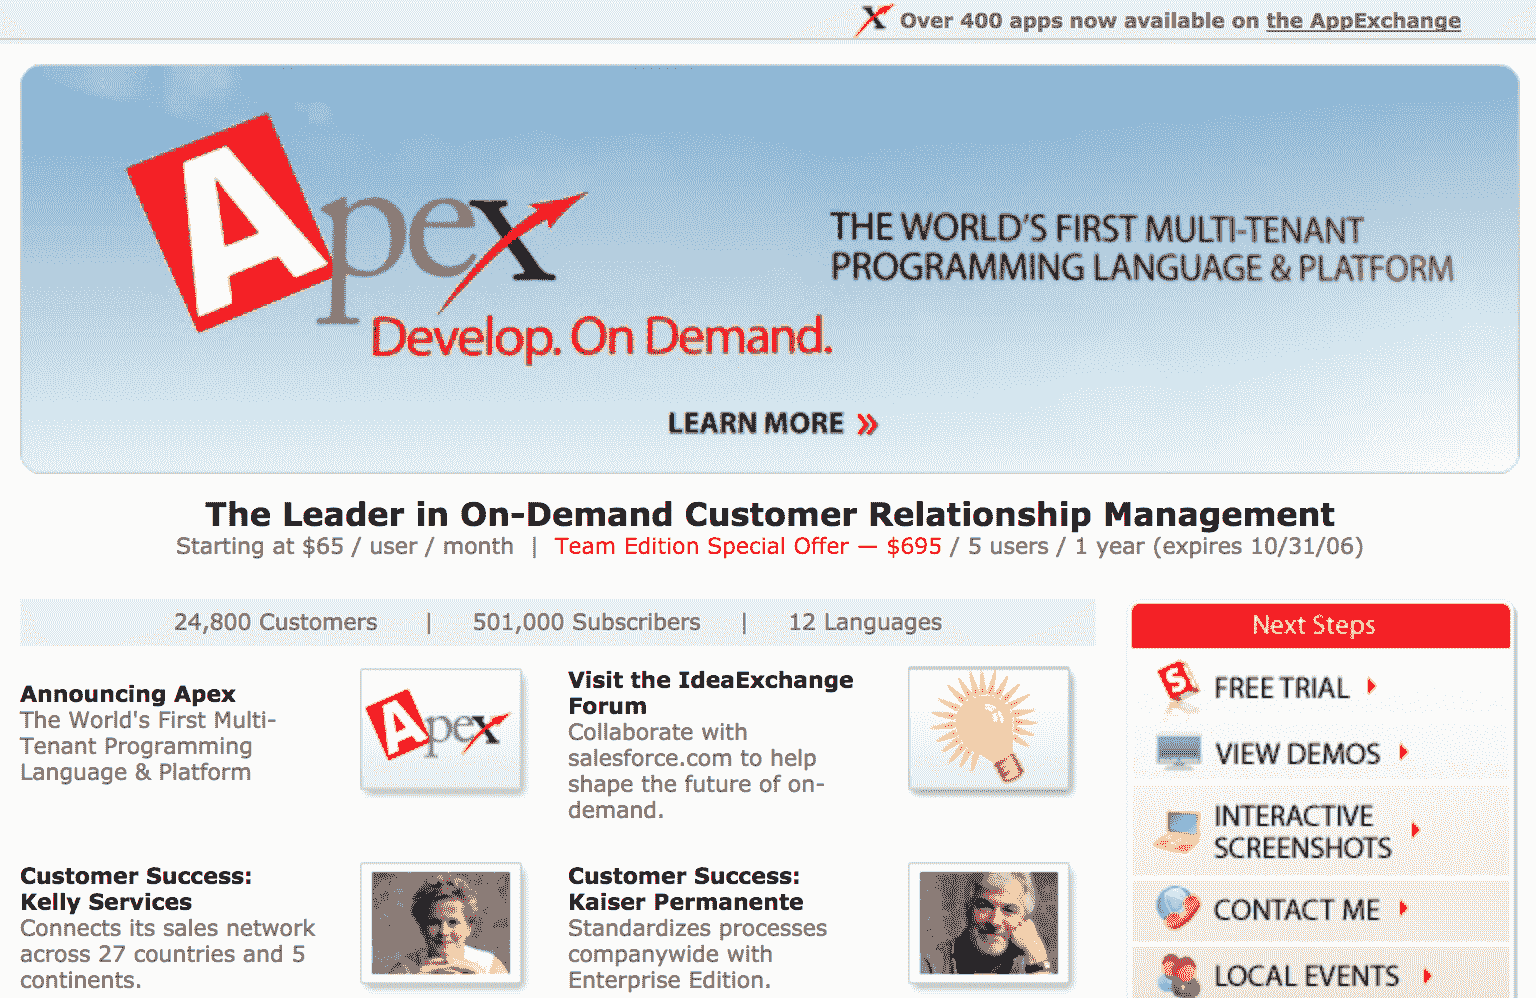 Over 400 apps now available on the AppExchange
Apex
Develop. On Demand.
THE WORLD'S FIRST MULTI-TENANT
PROGRAMMING LANGUAGE & PLATFORM
LEARN MORE »
The Leader in On-Demand Customer Relationship Management
Starting at $65 / user / month | Team Edition Special Offer — $695 / 5 users / 1 year (expires 10/31/06)
24,800 Customers | 501,000 Subscribers | 12 Languages
Announcing Apex
The World's First Multi-
Tenant Programming
Language & Platform
Apex
Visit the IdeaExchange
Forum
Collaborate with
salesforce.com to help
shape the future of on-
demand.
Customer Success:
Kelly Services
Connects its sales network
across 27 countries and 5
continents.
Customer Success:
Kaiser Permanente
Standardizes processes
companywide with
Enterprise Edition.
Next Steps
FREE TRIAL
VIEW DEMOS
INTERACTIVE
SCREENSHOTS
CONTACT ME
LOCAL EVENTS